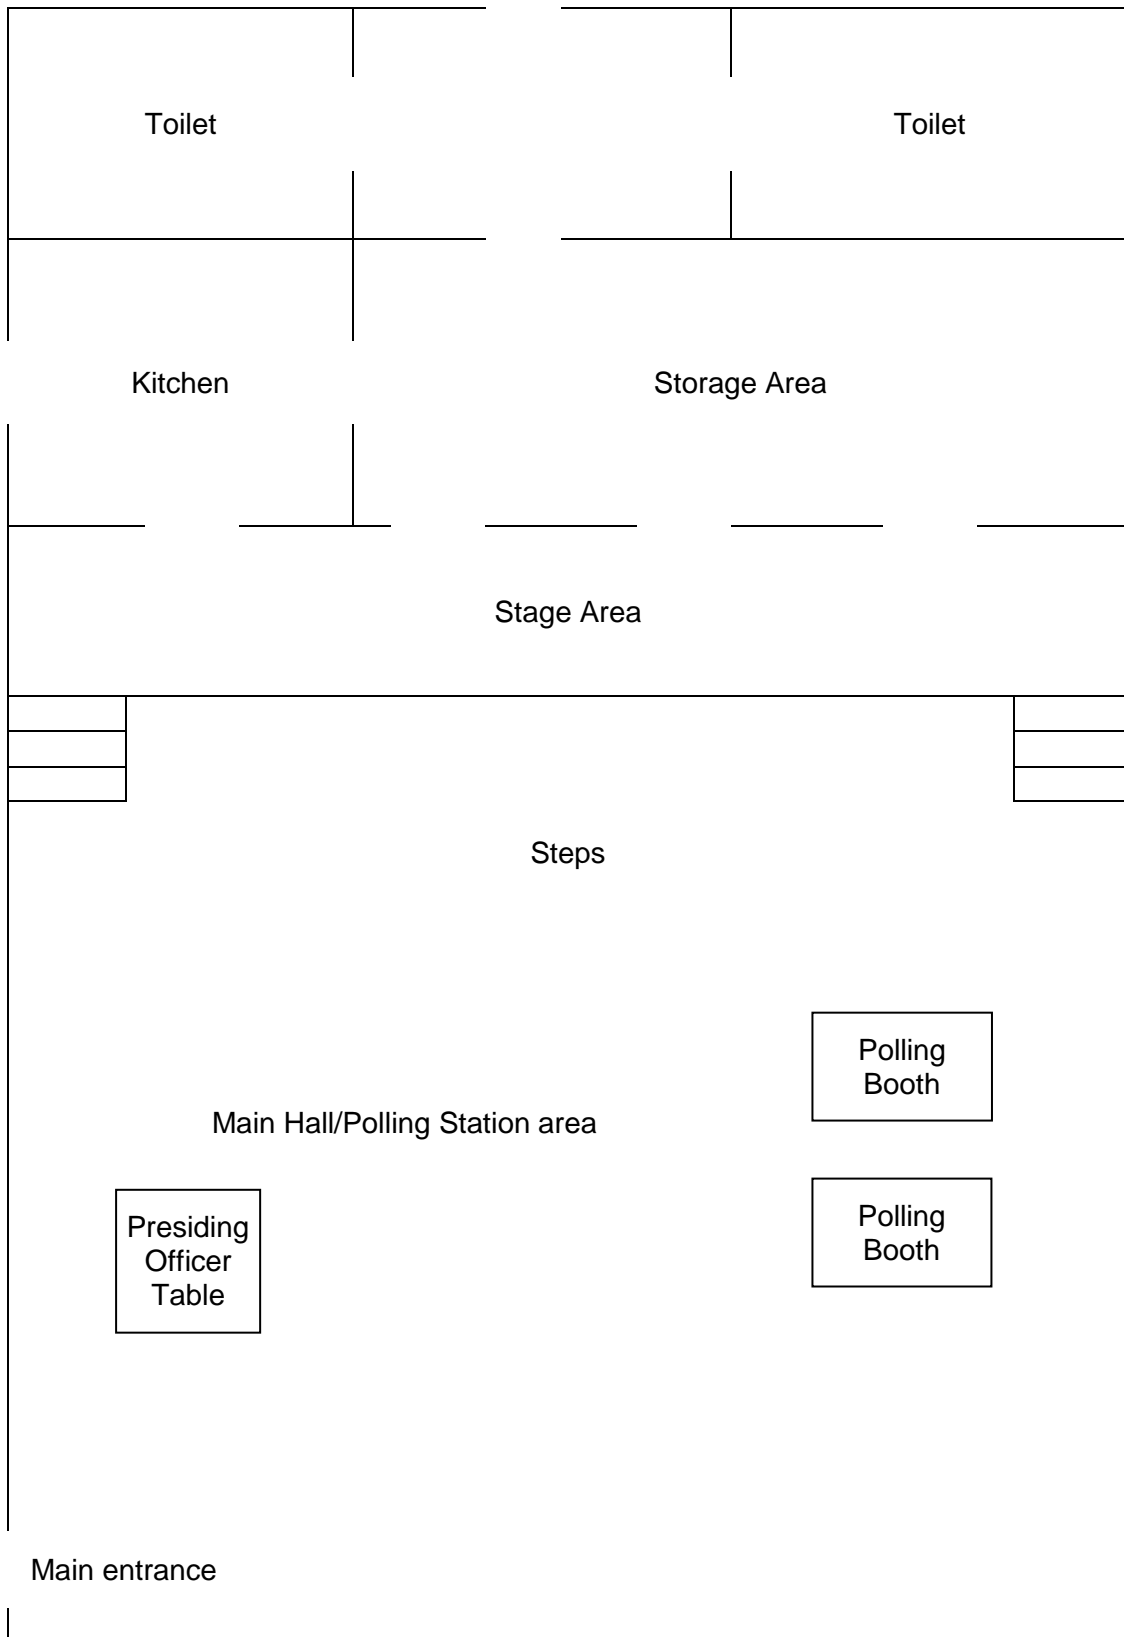 Toilet
Toilet
Kitchen
Storage Area
Stage Area
Steps
Polling
Booth
Main Hall/Polling Station area
Polling
Booth
Presiding
Officer
Table
Main entrance